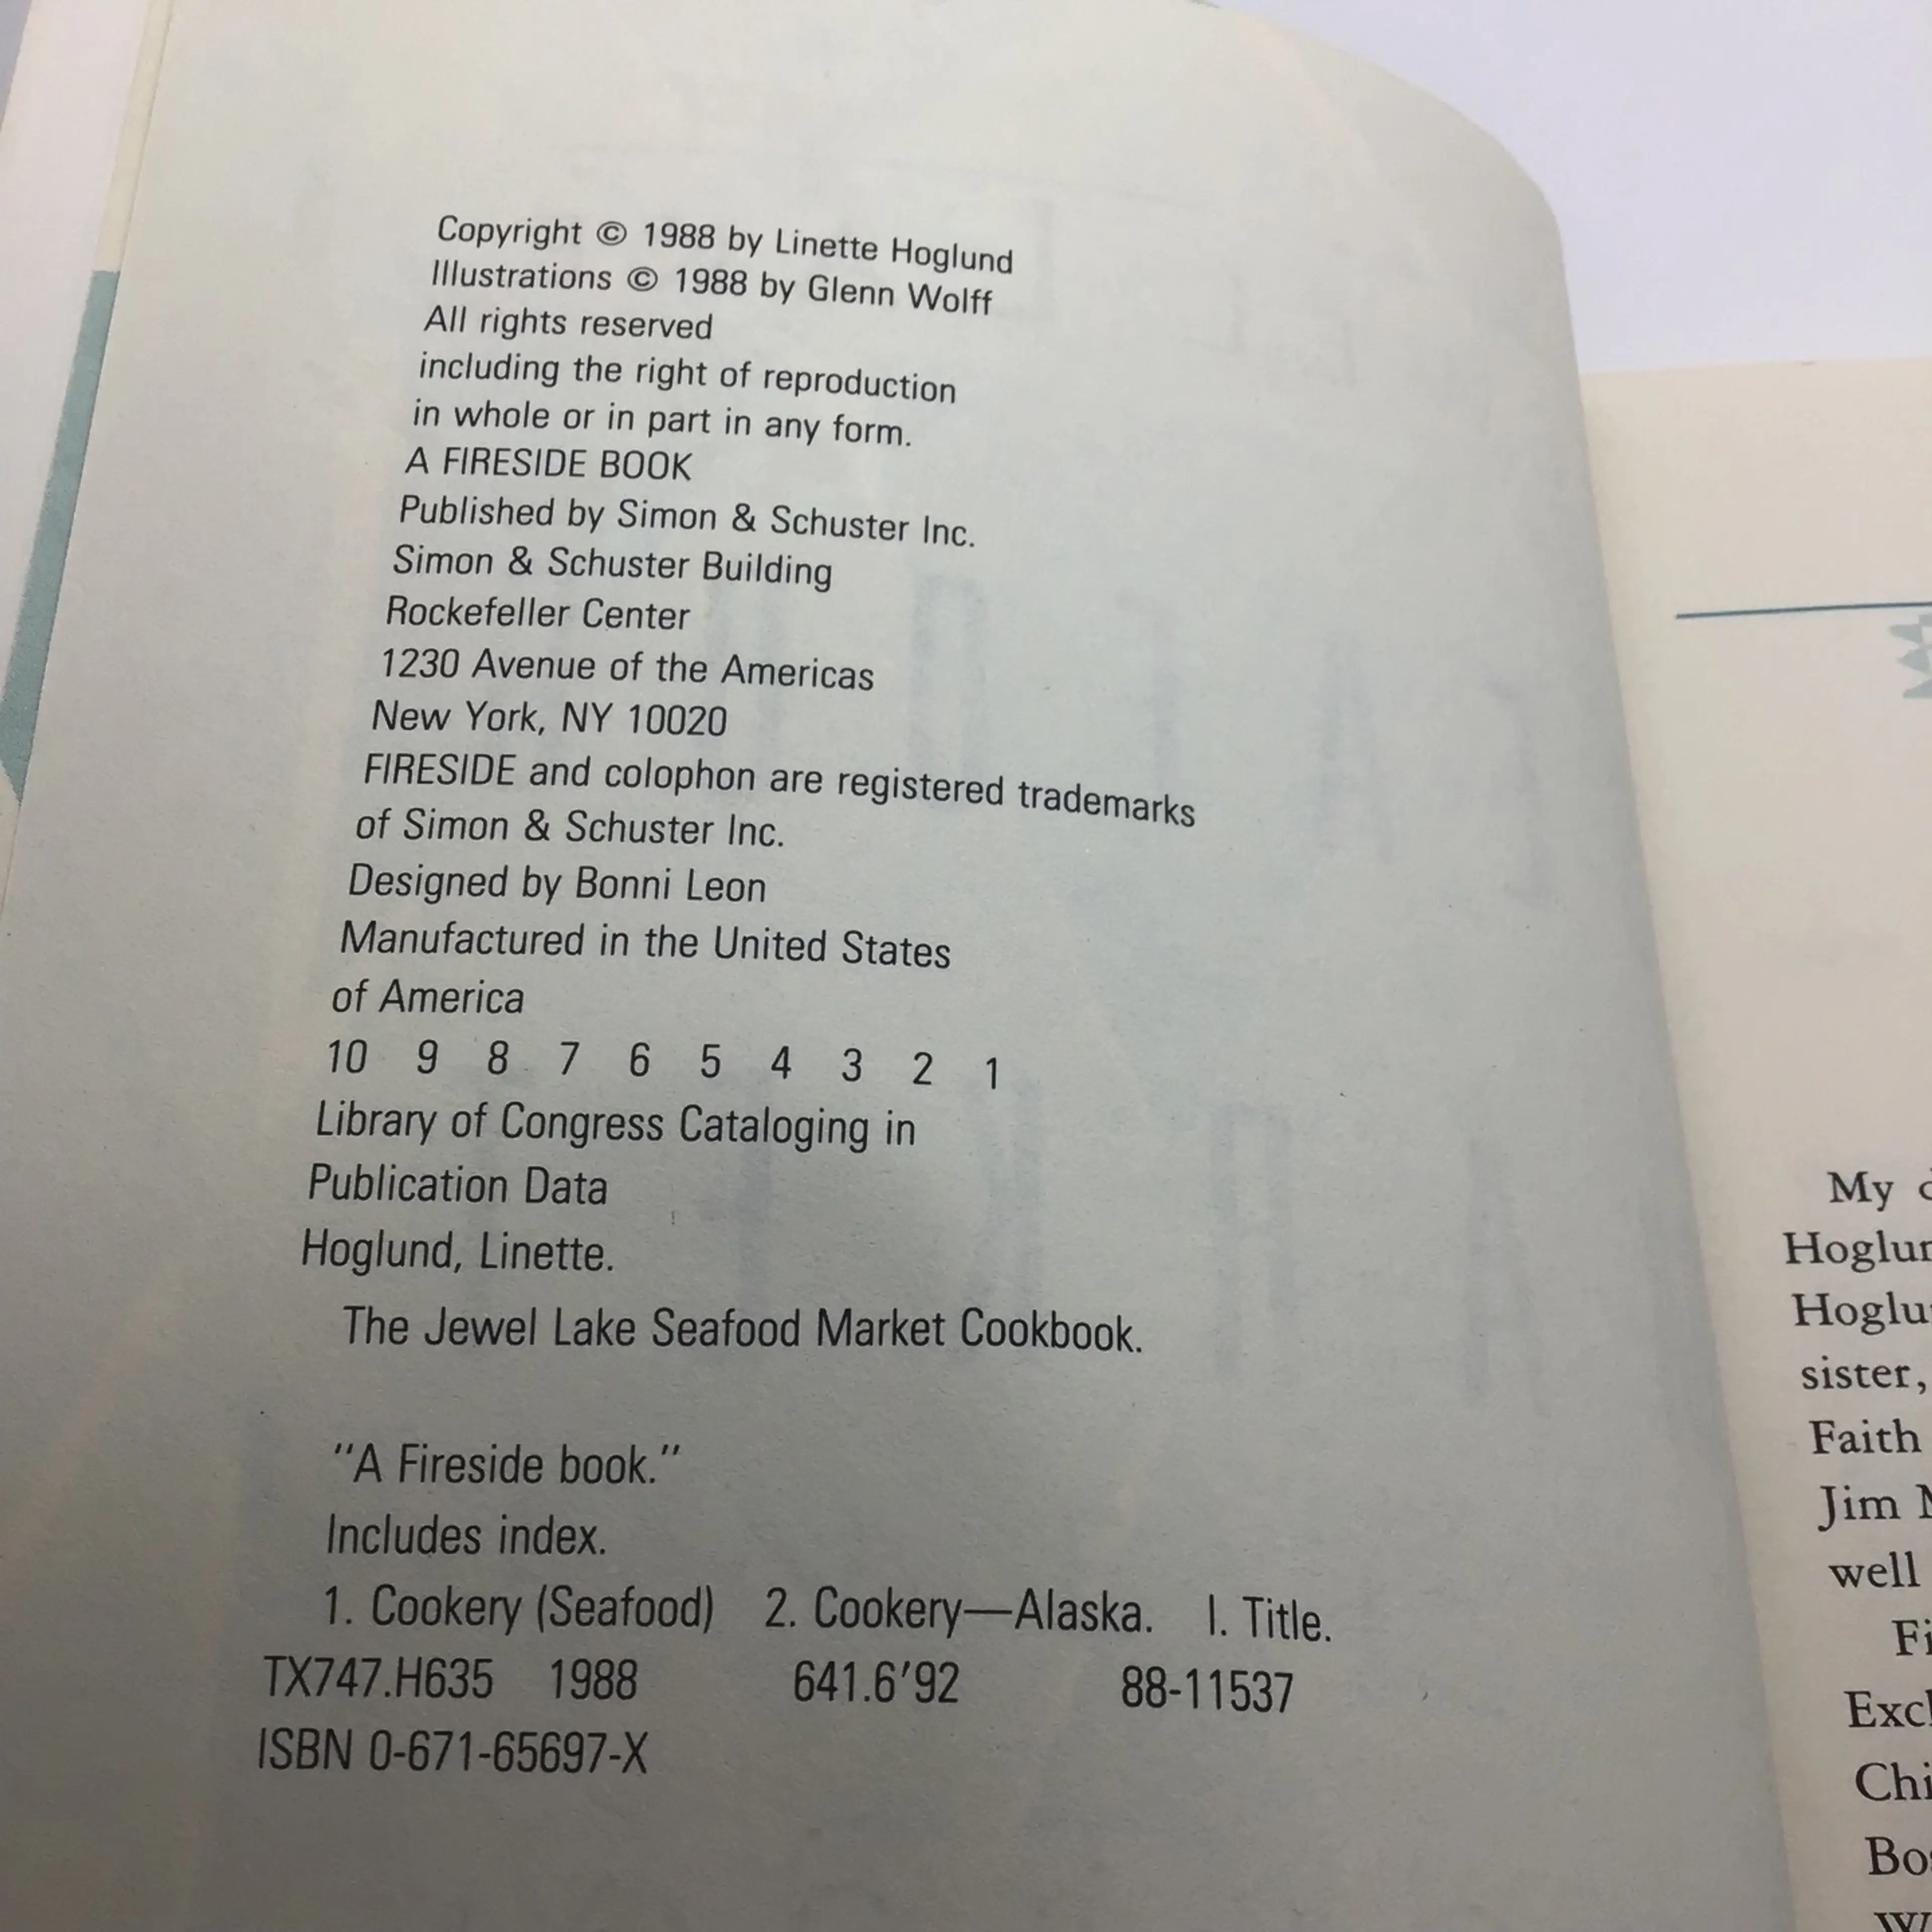 Copyright © 1988 by Linette Hoglund
Illustrations © 1988 by Glenn Wolff
All rights reserved
including the right of reproduction
in whole or in part in any form.
A FIRESIDE BOOK
Published by Simon & Schuster Inc.
Simon & Schuster Building
Rockefeller Center
1230 Avenue of the Americas
New York, NY 10020
FIRESIDE and colophon are registered trademarks
of Simon & Schuster Inc.
Designed by Bonni Leon
Manufactured in the United States
of America
10 9 8 7 6 5 4 3 2 1
Library of Congress Cataloging in
Publication Data
Hoglund, Linette.
The Jewel Lake Seafood Market Cookbook.
"A Fireside book."
Includes index.
1. Cookery (Seafood) 2. Cookery—Alaska. I. Title.
TX747.H635 1988 641.6'92 88-11537
ISBN 0-671-65697-X
My
sister,
Faith
Jim
well